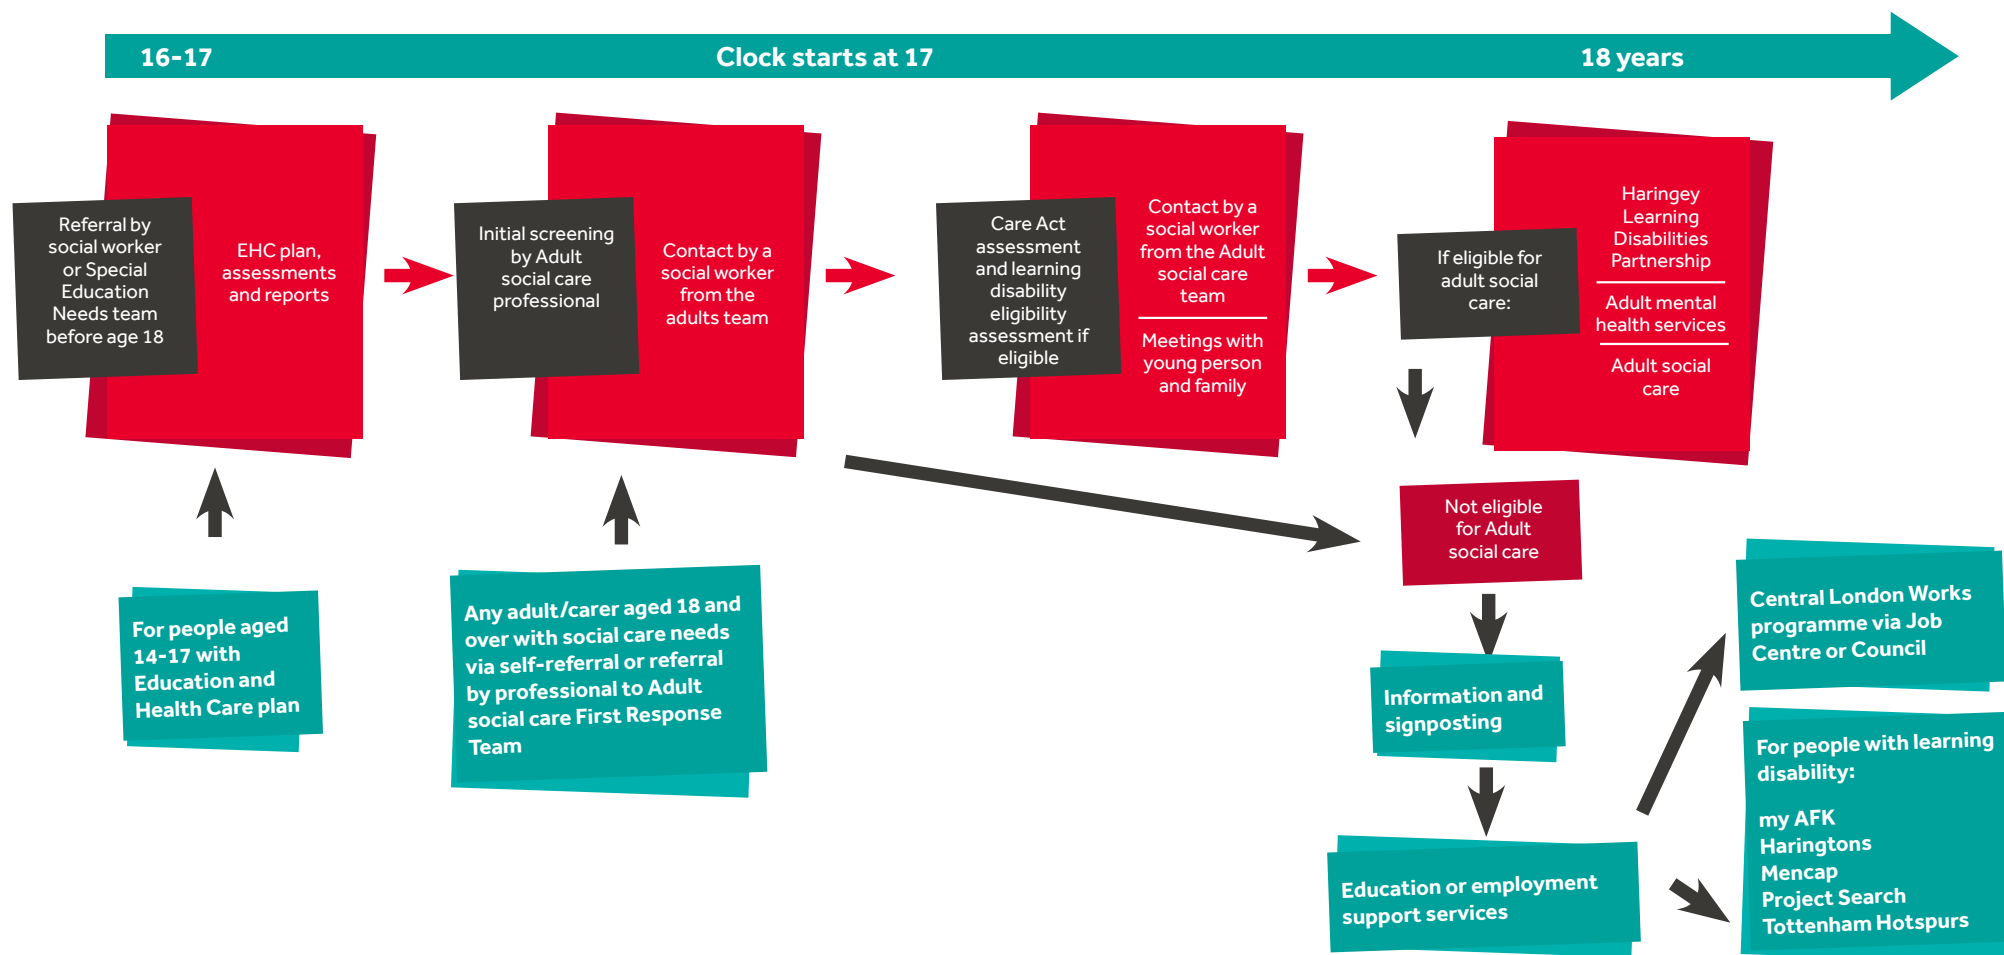 16-17
Clock starts at 17
18 years
Referral by
social worker
or Special
Education
Needs team
before age 18
EHC plan,
assessments
and reports
Initial screening
by Adult
social care
professional
Contact by a
social worker
from the
adults team
Care Act
assessment
and learning
disability
eligibility
assessment if
eligible
Contact by a
social worker
from the Adult
social care
team
Meetings with
young person
and family
If eligible for
adult social
care:
Haringey
Learning
Disabilities
Partnership
Adult mental
health services
Adult social
care
For people aged
14-17 with
Education and
Health Care plan
Any adult/carer aged 18 and
over with social care needs
via self-referral or referral
by professional to Adult
social care First Response
Team
Not eligible
for Adult
social care
Information and
signposting
Education or employment
support services
Central London Works
programme via Job
Centre or Council
For people with learning
disability:
my AFK
Haringtons
Mencap
Project Search
Tottenham Hotspurs